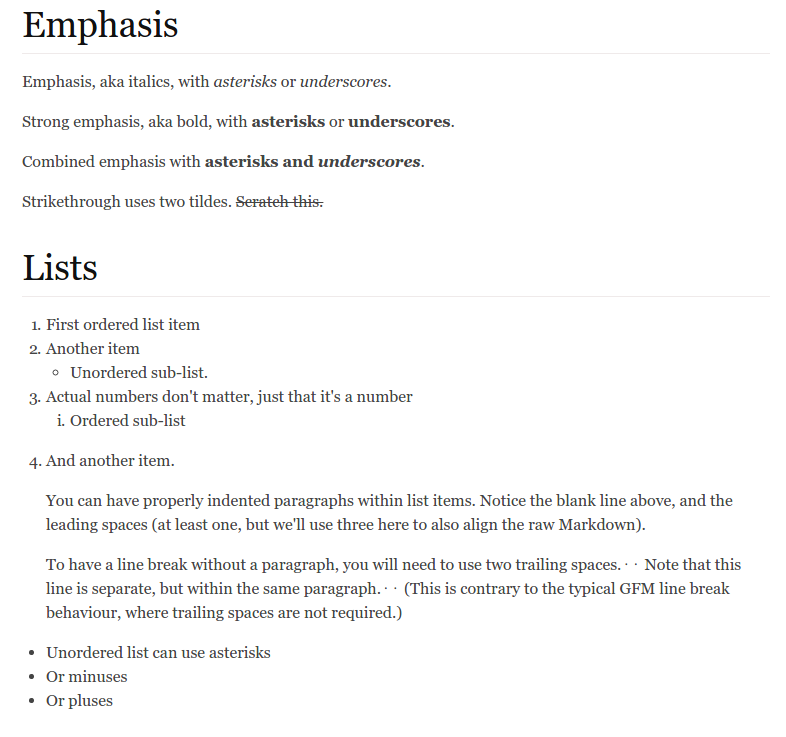 Emphasis
Emphasis, aka italics, with asterisks or underscores.
Strong emphasis, aka bold, with asterisks or underscores.
Combined emphasis with asterisks and underscores.
Strikethrough uses two tildes. Scratch this.
Lists
1. First ordered list item
2. Another item
◦ Unordered sub-list.
3. Actual numbers don't matter, just that it's a number
i. Ordered sub-list
4. And another item.
You can have properly indented paragraphs within list items. Notice the blank line above, and the
leading spaces (at least one, but we'll use three here to also align the raw Markdown).
To have a line break without a paragraph, you will need to use two trailing spaces. · · Note that this
line is separate, but within the same paragraph. · · (This is contrary to the typical GFM line break
behaviour, where trailing spaces are not required.)
• Unordered list can use asterisks
• Or minuses
• Or pluses